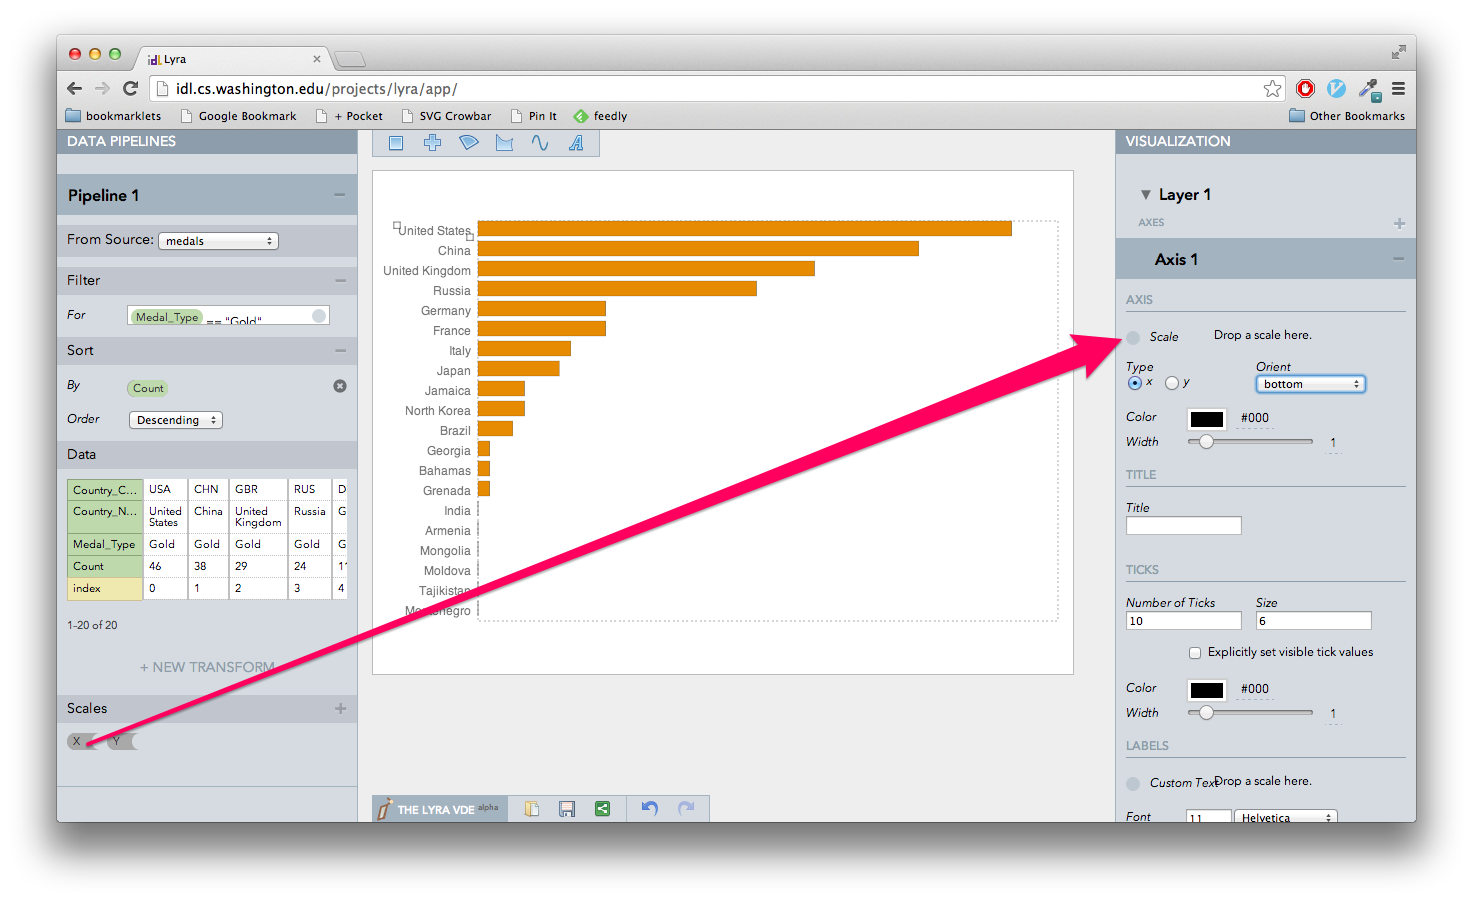 idl Lyra
idl.cs.washington.edu/projects/lyra/app/
bookmarklets Google Bookmark + Pocket SVG Crowbar Pin It feedly Other Bookmarks
DATA PIPELINES
Pipeline 1
From Source: medals
Filter
For Medal_Type == "Gold"
Sort
By Count
Order Descending
Data
Country_C... USA CHN GBR RUS D
Country_N... United States China United Kingdom Russia G
Medal_Type Gold Gold Gold Gold G
Count 46 38 29 24 11
index 0 1 2 3 4
1-20 of 20
+ NEW TRANSFORM
Scales
X Y
A
United States
China
United Kingdom
Russia
Germany
France
Italy
Japan
Jamaica
North Korea
Brazil
Georgia
Bahamas
Grenada
India
Armenia
Mongolia
Moldova
Tajikistan
Montenegro
THE LYRA VDE alpha
VISUALIZATION
Layer 1
AXES
Axis 1
AXIS
Scale Drop a scale here.
Type Orient
x y bottom
Color #000
Width 1
TITLE
Title
TICKS
Number of Ticks Size
10 6
Explicitly set visible tick values
Color #000
Width 1
LABELS
Custom Text Drop a scale here.
Font 11 Helvetica